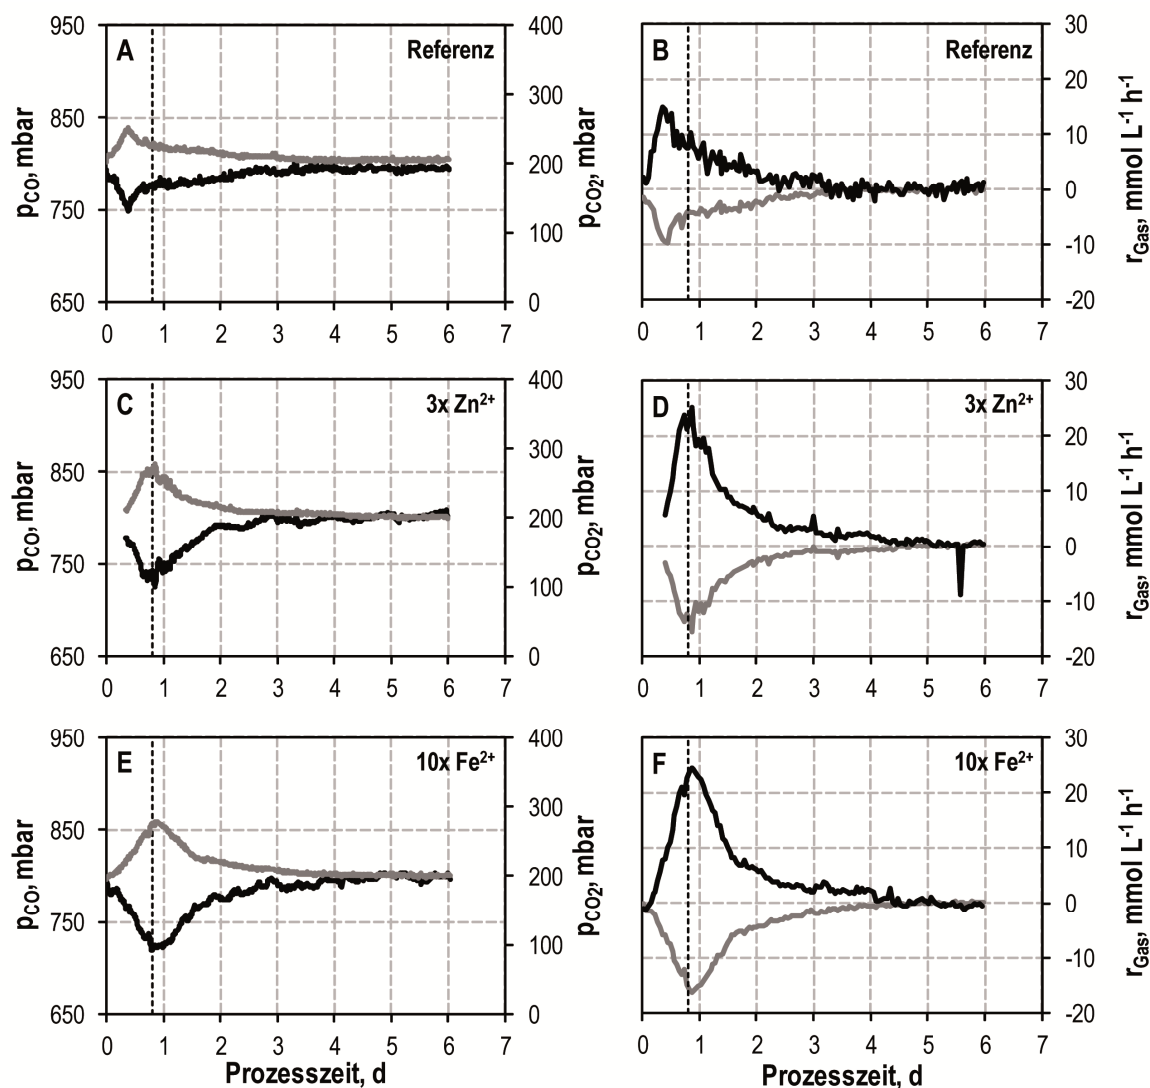 A Referenz
950 850 750 650
400 300 200 100 0
p_CO, mbar
p_CO2, mbar
0 1 2 3 4 5 6 7
B Referenz
30 20 10 0 -10 -20
r_Gas, mmol L⁻¹ h⁻¹
0 1 2 3 4 5 6 7
C 3x Zn²⁺
950 850 750 650
400 300 200 100 0
p_CO, mbar
p_CO2, mbar
0 1 2 3 4 5 6 7
D 3x Zn²⁺
30 20 10 0 -10 -20
r_Gas, mmol L⁻¹ h⁻¹
0 1 2 3 4 5 6 7
E 10x Fe²⁺
950 850 750 650
400 300 200 100 0
p_CO, mbar
p_CO2, mbar
0 1 2 3 4 5 6 7
Prozesszeit, d
F 10x Fe²⁺
30 20 10 0 -10 -20
r_Gas, mmol L⁻¹ h⁻¹
0 1 2 3 4 5 6 7
Prozesszeit, d